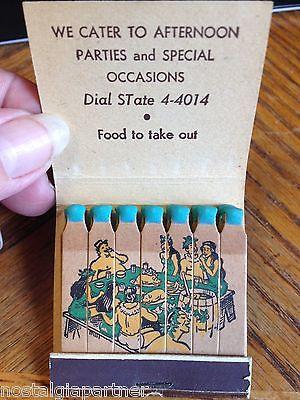 WE CATER TO AFTERNOON
PARTIES and SPECIAL
OCCASIONS
Dial STate 4-4014
•
Food to take out
nostalgiapartner